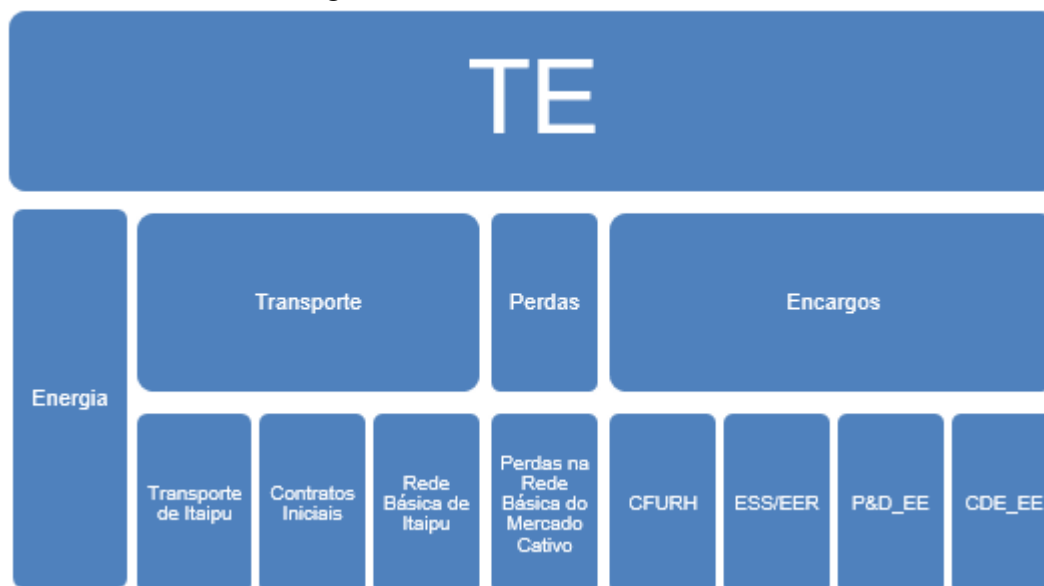 TE
Energia
Transporte
Perdas
Encargos
Transporte
de Itaipu
Contratos
Iniciais
Rede
Básica de
Itaipu
Perdas na
Rede
Básica do
Mercado
Cativo
CFURH
ESS/EER
P&D_EE
CDE_EE